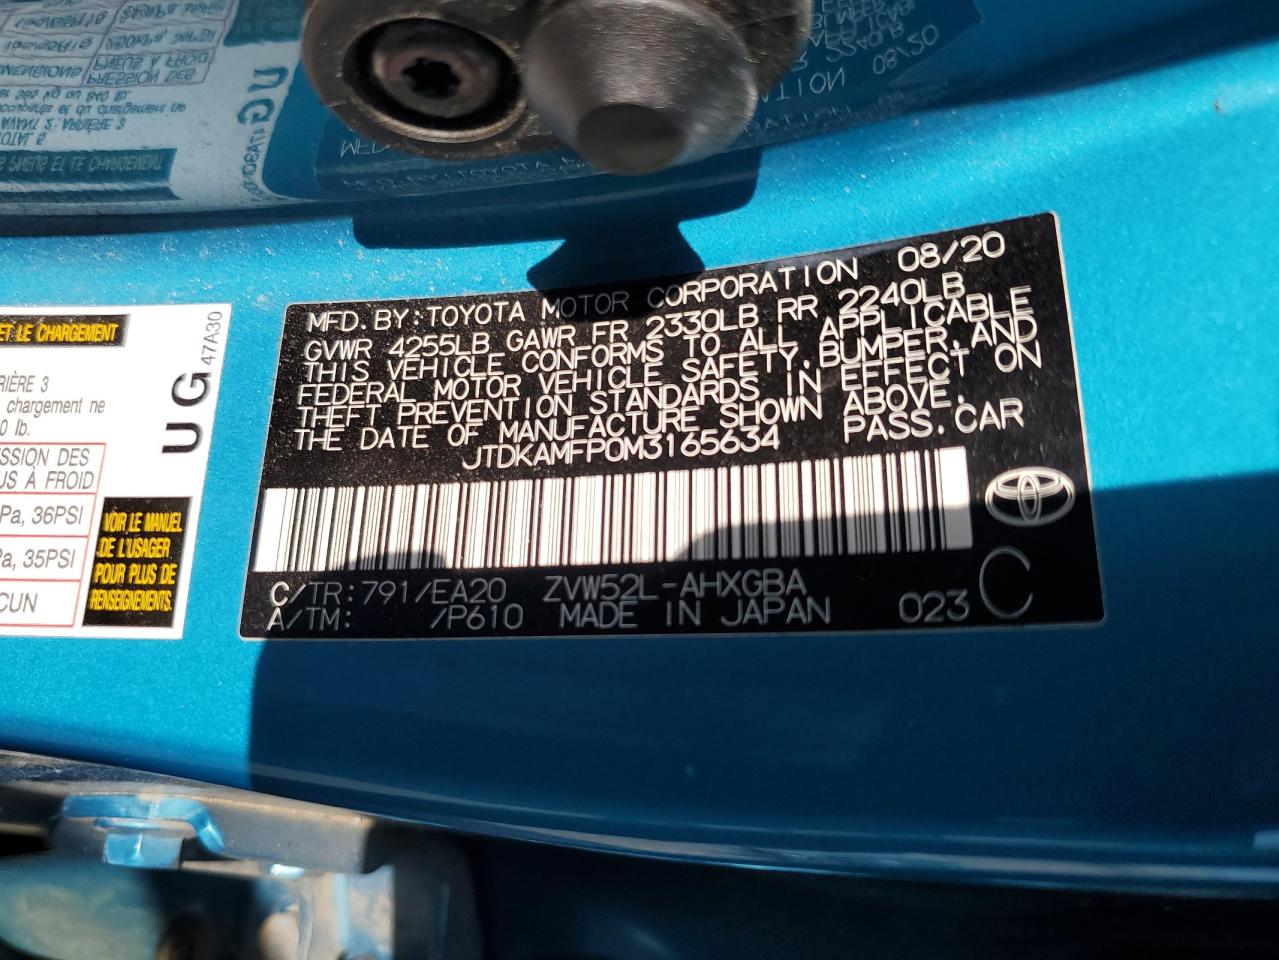 MFD.BY:TOYOTA MOTOR CORPORATION 08/20
GVWR 4255LB GAWR FR 2330LB RR 2240LB
THIS VEHICLE CONFORMS TO ALL APPLICABLE
FEDERAL MOTOR VEHICLE SAFETY,BUMPER,AND
THEFT PREVENTION STANDARDS IN EFFECT ON
THE DATE OF MANUFACTURE SHOWN ABOVE.
JTDKAMFP0M3165634 PASS.CAR
C/TR:791/EA20 ZVW52L-AHXGBA
A/TM: /P610 MADE IN JAPAN 023 C
ET LE CHARGEMENT
RIÈRE 3
chargement ne
0 lb.
SSION DES
US À FROID
Pa, 36PSI
Pa, 35PSI
CUN
UG 47A30
VOIR LE MANUEL
DE L'USAGER
POUR PLUS DE
RENSEIGNEMENTS.